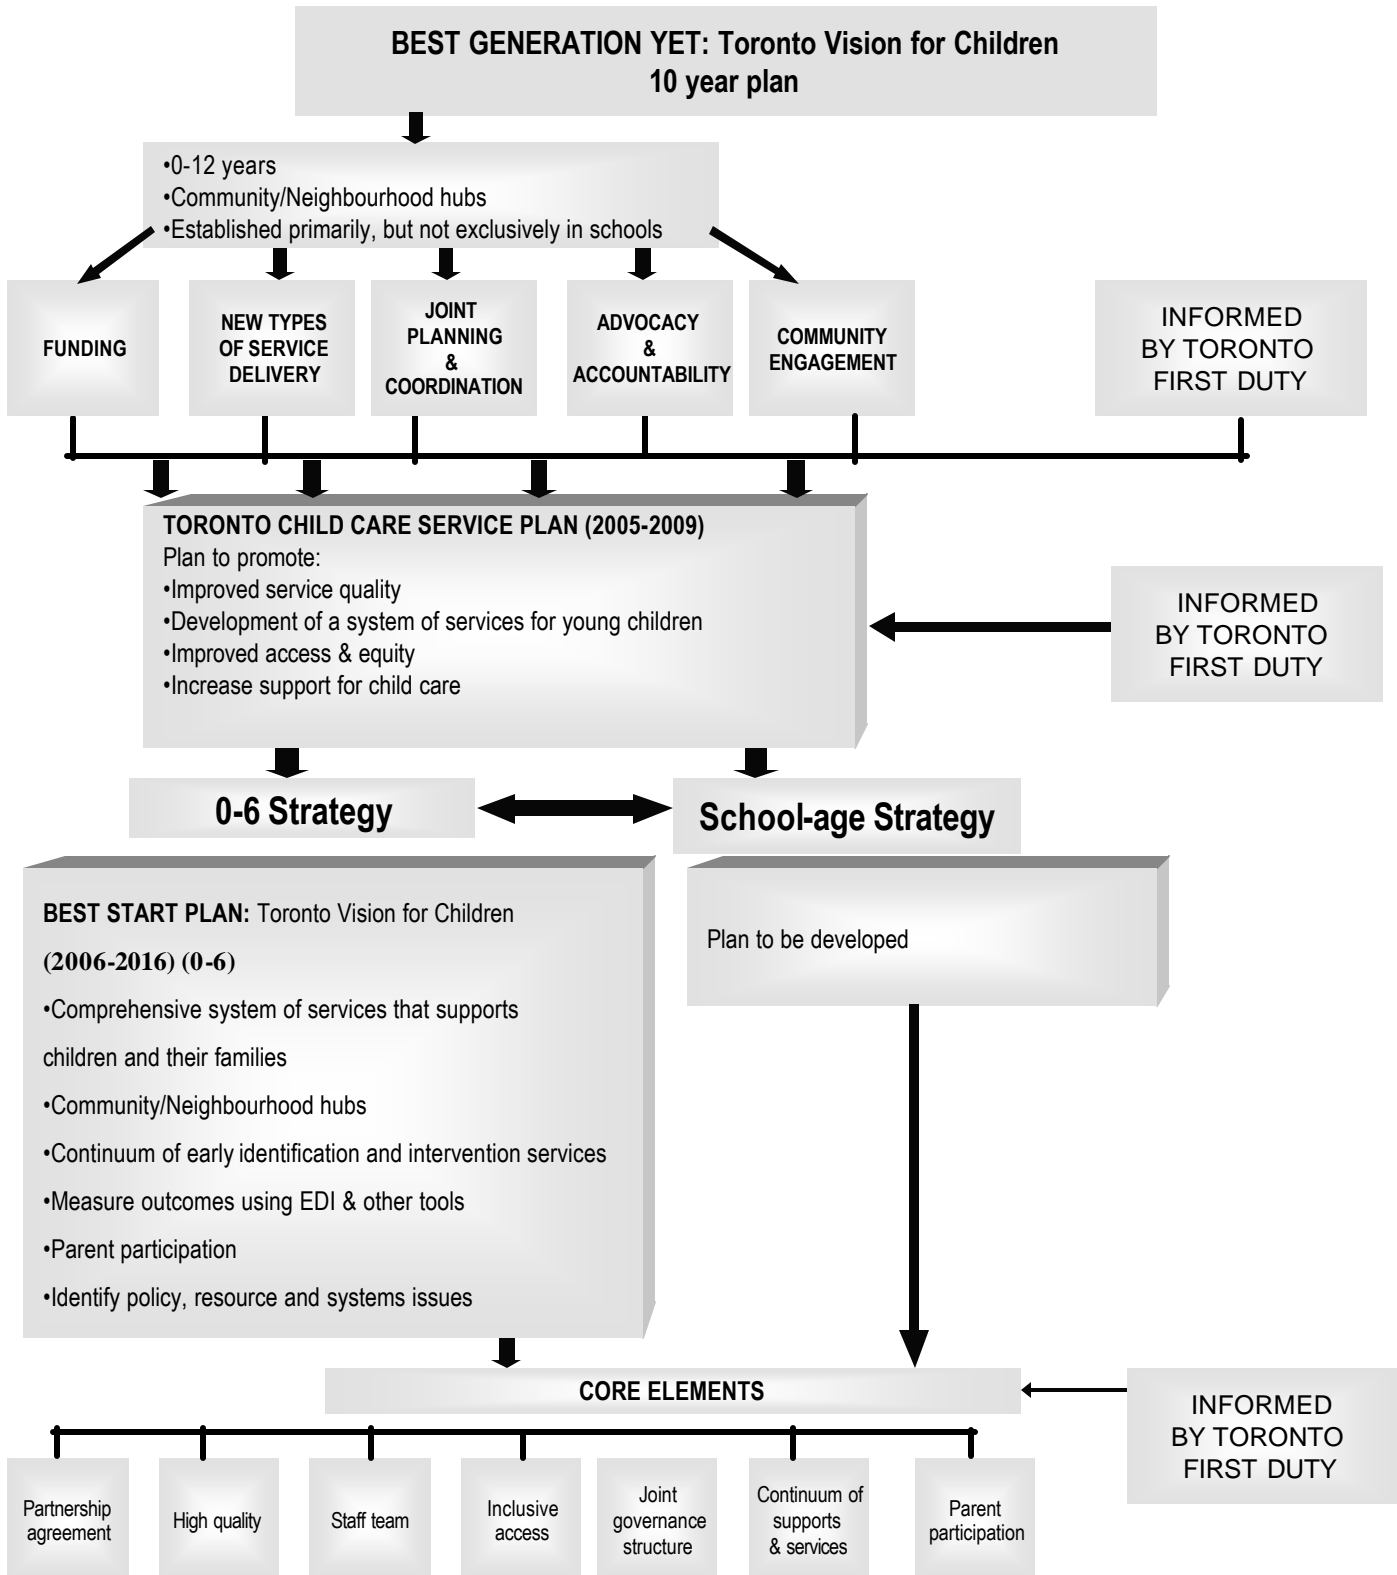 BEST GENERATION YET: Toronto Vision for Children
10 year plan
•0-12 years
•Community/Neighbourhood hubs
•Established primarily, but not exclusively in schools
FUNDING
NEW TYPES
OF SERVICE
DELIVERY
JOINT
PLANNING
&
COORDINATION
ADVOCACY
&
ACCOUNTABILITY
COMMUNITY
ENGAGEMENT
INFORMED
BY TORONTO
FIRST DUTY
TORONTO CHILD CARE SERVICE PLAN (2005-2009)
Plan to promote:
•Improved service quality
•Development of a system of services for young children
•Improved access & equity
•Increase support for child care
INFORMED
BY TORONTO
FIRST DUTY
0-6 Strategy
School-age Strategy
BEST START PLAN: Toronto Vision for Children
(2006-2016) (0-6)
•Comprehensive system of services that supports
children and their families
•Community/Neighbourhood hubs
•Continuum of early identification and intervention services
•Measure outcomes using EDI & other tools
•Parent participation
•Identify policy, resource and systems issues
Plan to be developed
CORE ELEMENTS
INFORMED
BY TORONTO
FIRST DUTY
Partnership
agreement
High quality
Staff team
Inclusive
access
Joint
governance
structure
Continuum of
supports
& services
Parent
participation